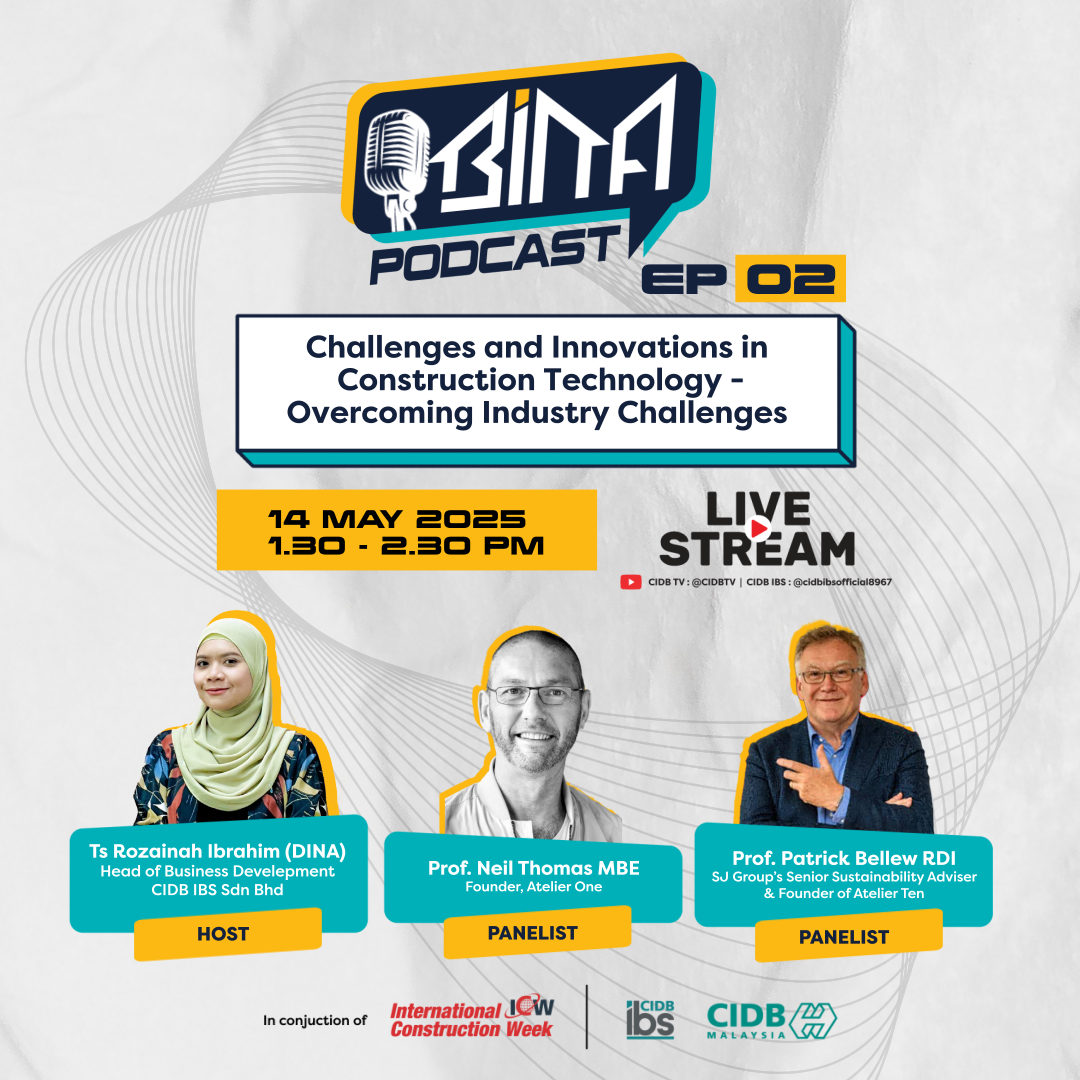 BINA
PODCAST
EP 02
Challenges and Innovations in
Construction Technology -
Overcoming Industry Challenges
14 MAY 2025
1.30 - 2.30 PM
LIVE
STREAM
CIDB TV : @CIDBTV | CIDB IBS : @cidbibsofficial8967
Ts Rozainah Ibrahim (DINA)
Head of Business Develepment
CIDB IBS Sdn Bhd
HOST
Prof. Neil Thomas MBE
Founder, Atelier One
PANELIST
Prof. Patrick Bellew RDI
SJ Group's Senior Sustainability Adviser
& Founder of Atelier Ten
PANELIST
In conjuction of
International ICW
Construction Week
CIDB
ibs
CIDB
MALAYSIA